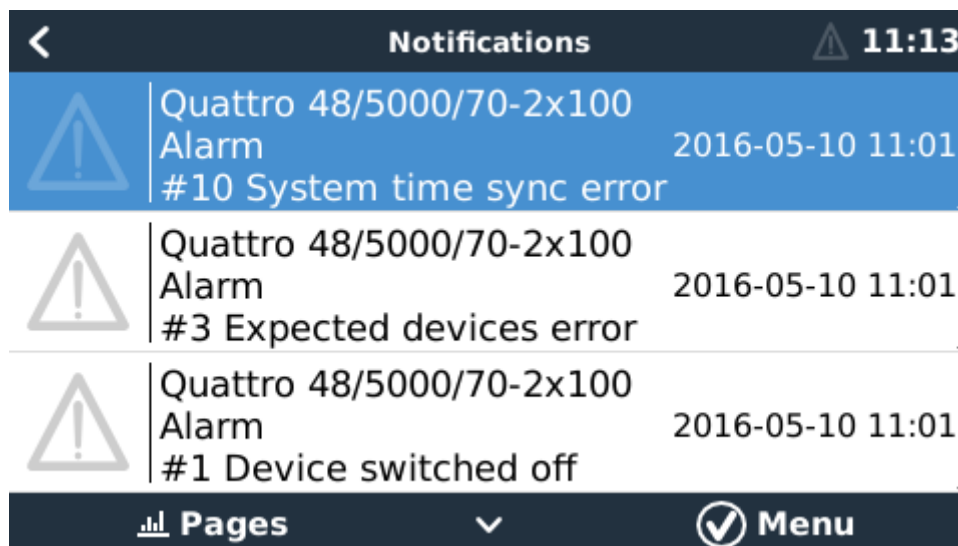 Notifications 11:13
Quattro 48/5000/70-2x100
Alarm 2016-05-10 11:01
#10 System time sync error
Quattro 48/5000/70-2x100
Alarm 2016-05-10 11:01
#3 Expected devices error
Quattro 48/5000/70-2x100
Alarm 2016-05-10 11:01
#1 Device switched off
Pages Menu